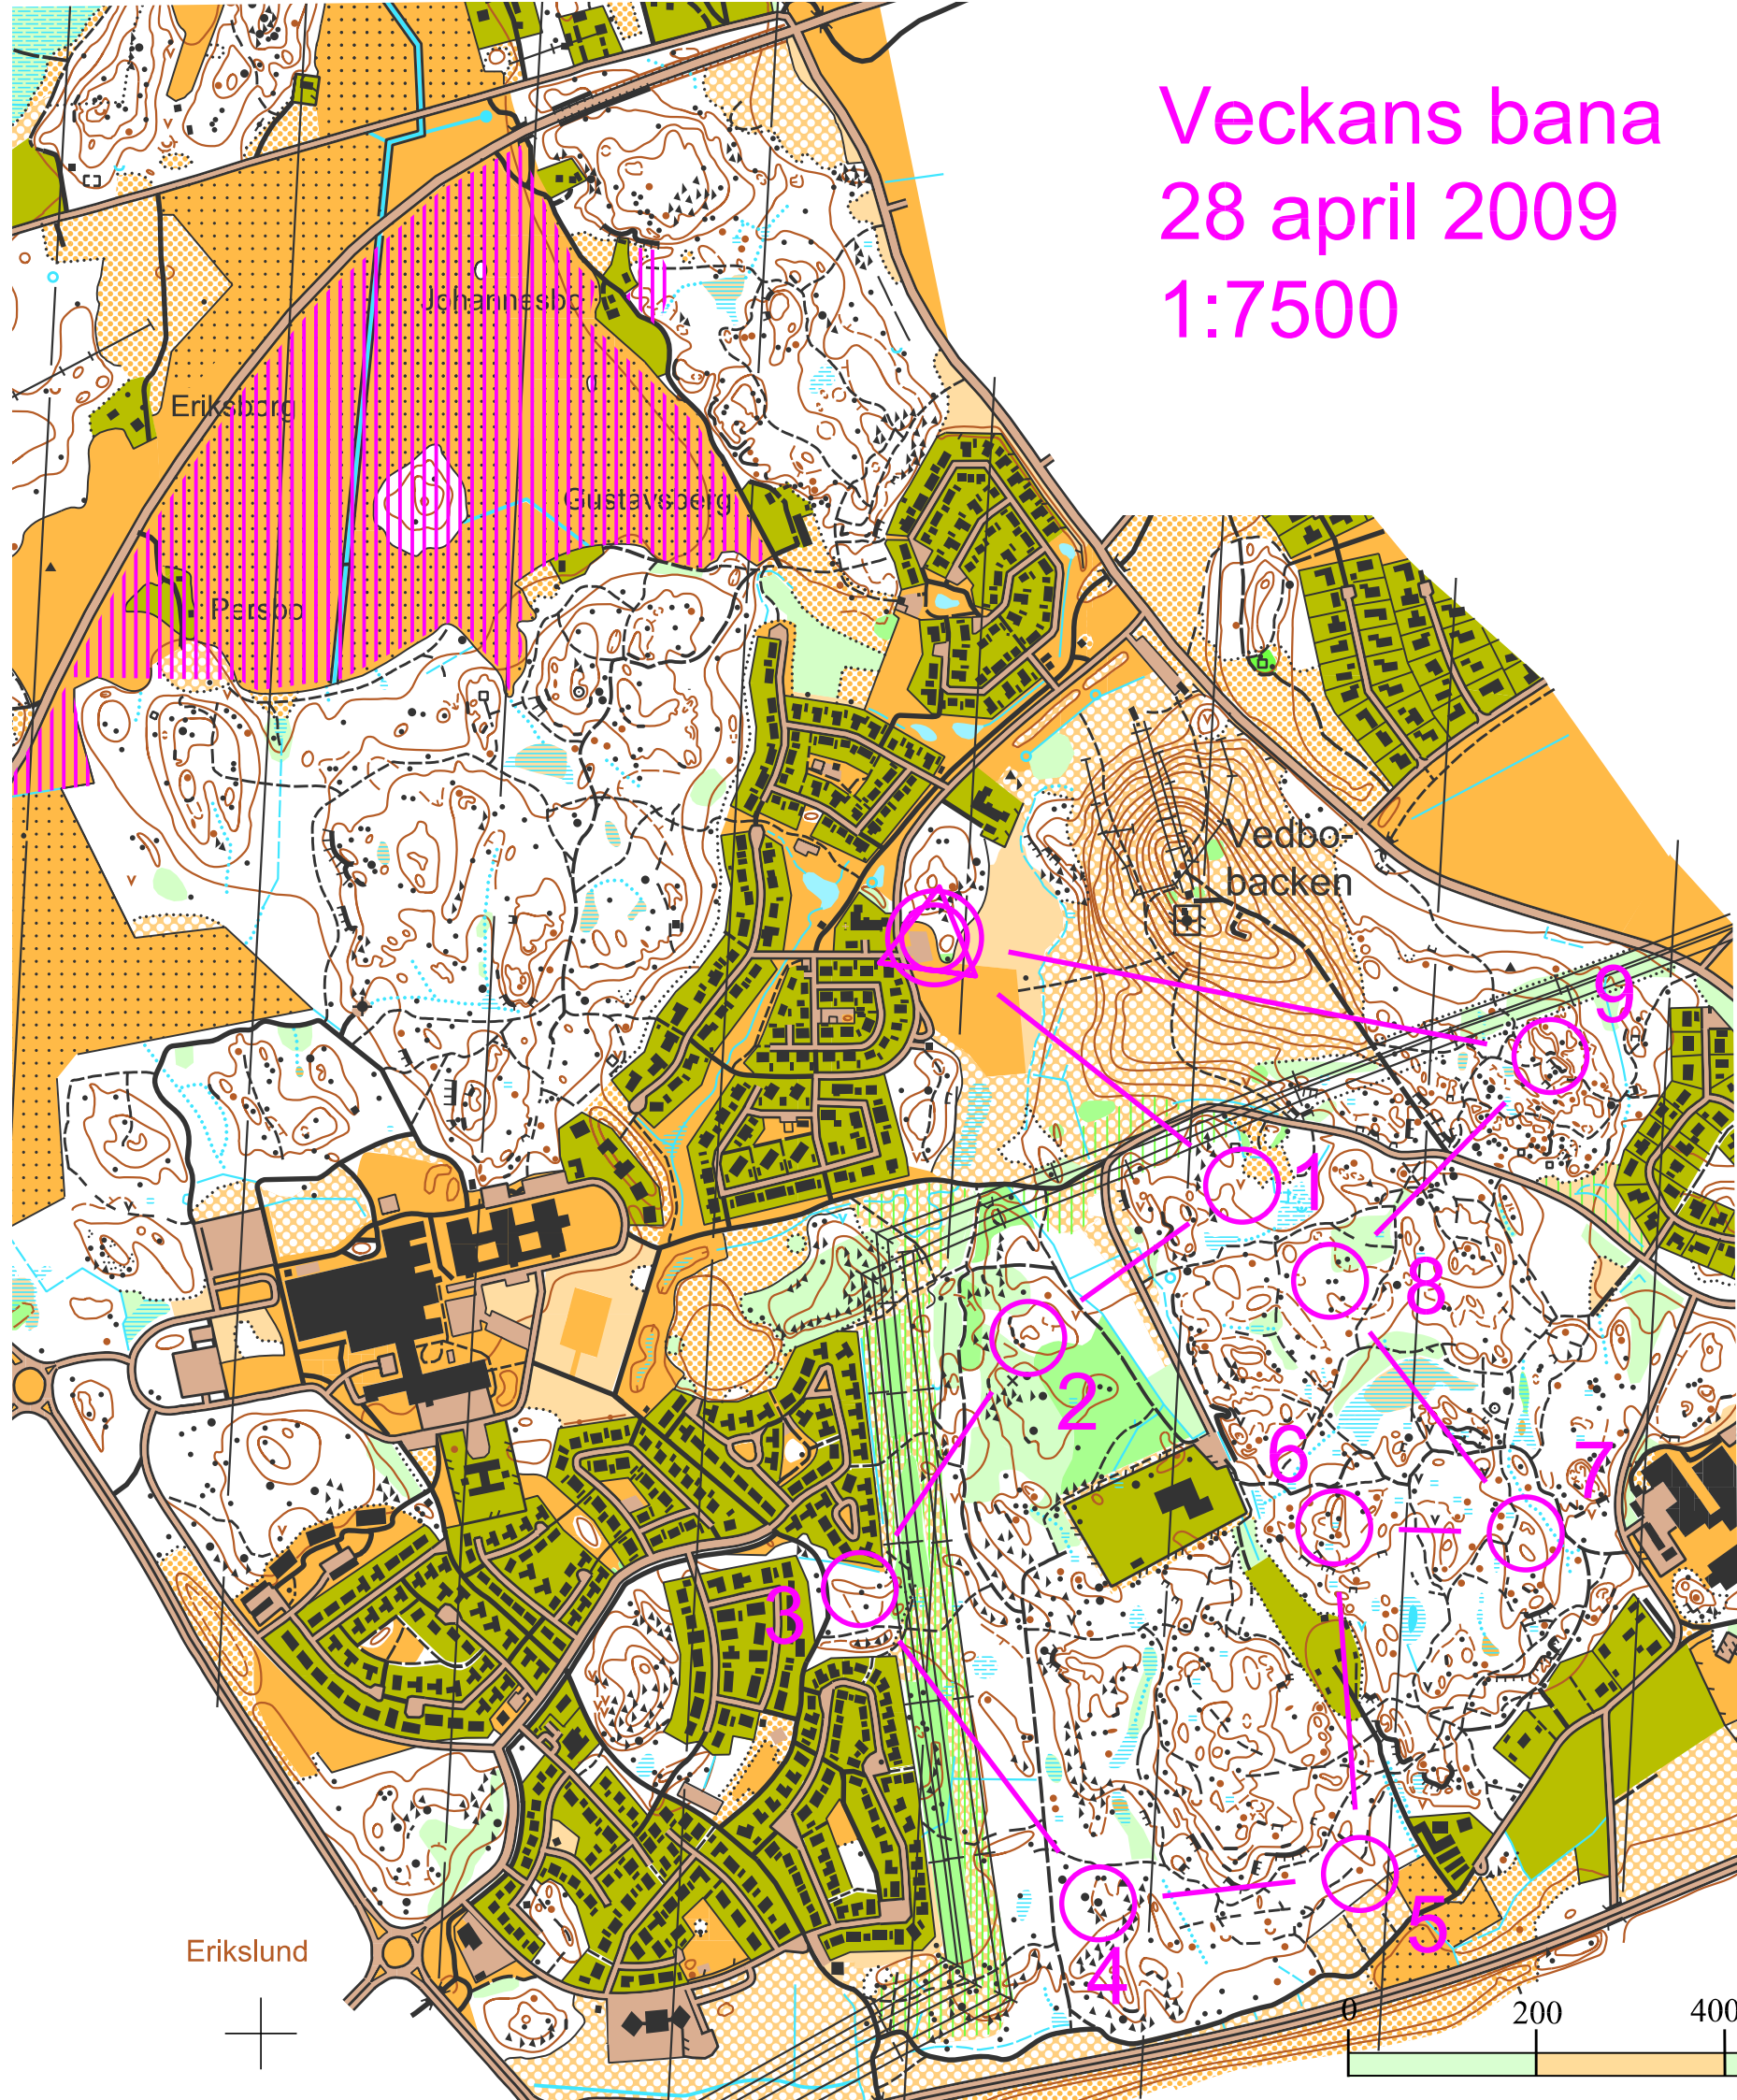 Veckans bana
28 april 2009
1:7500
Johannesbo
Eriksborg
Gustavsberg
Persbo
Vedbo-
backen
9
1
8
2
6
7
3
5
4
Erikslund
0 200 400